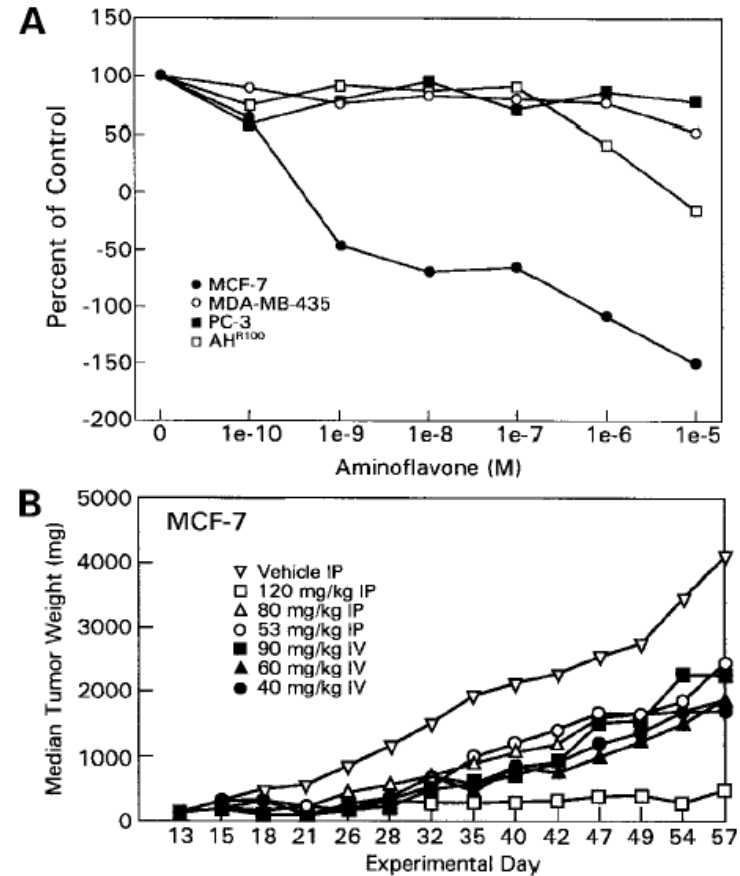 A
150
100
50
0
-50
-100
-150
-200
Percent of Control
MCF-7
MDA-MB-435
PC-3
AHᴿ¹⁰⁰
0 1e-10 1e-9 1e-8 1e-7 1e-6 1e-5
Aminoflavone (M)
B
5000
4000
3000
2000
1000
0
Median Tumor Weight (mg)
MCF-7
Vehicle IP
120 mg/kg IP
80 mg/kg IP
53 mg/kg IP
90 mg/kg IV
60 mg/kg IV
40 mg/kg IV
13 15 18 21 26 28 32 35 40 42 47 49 54 57
Experimental Day